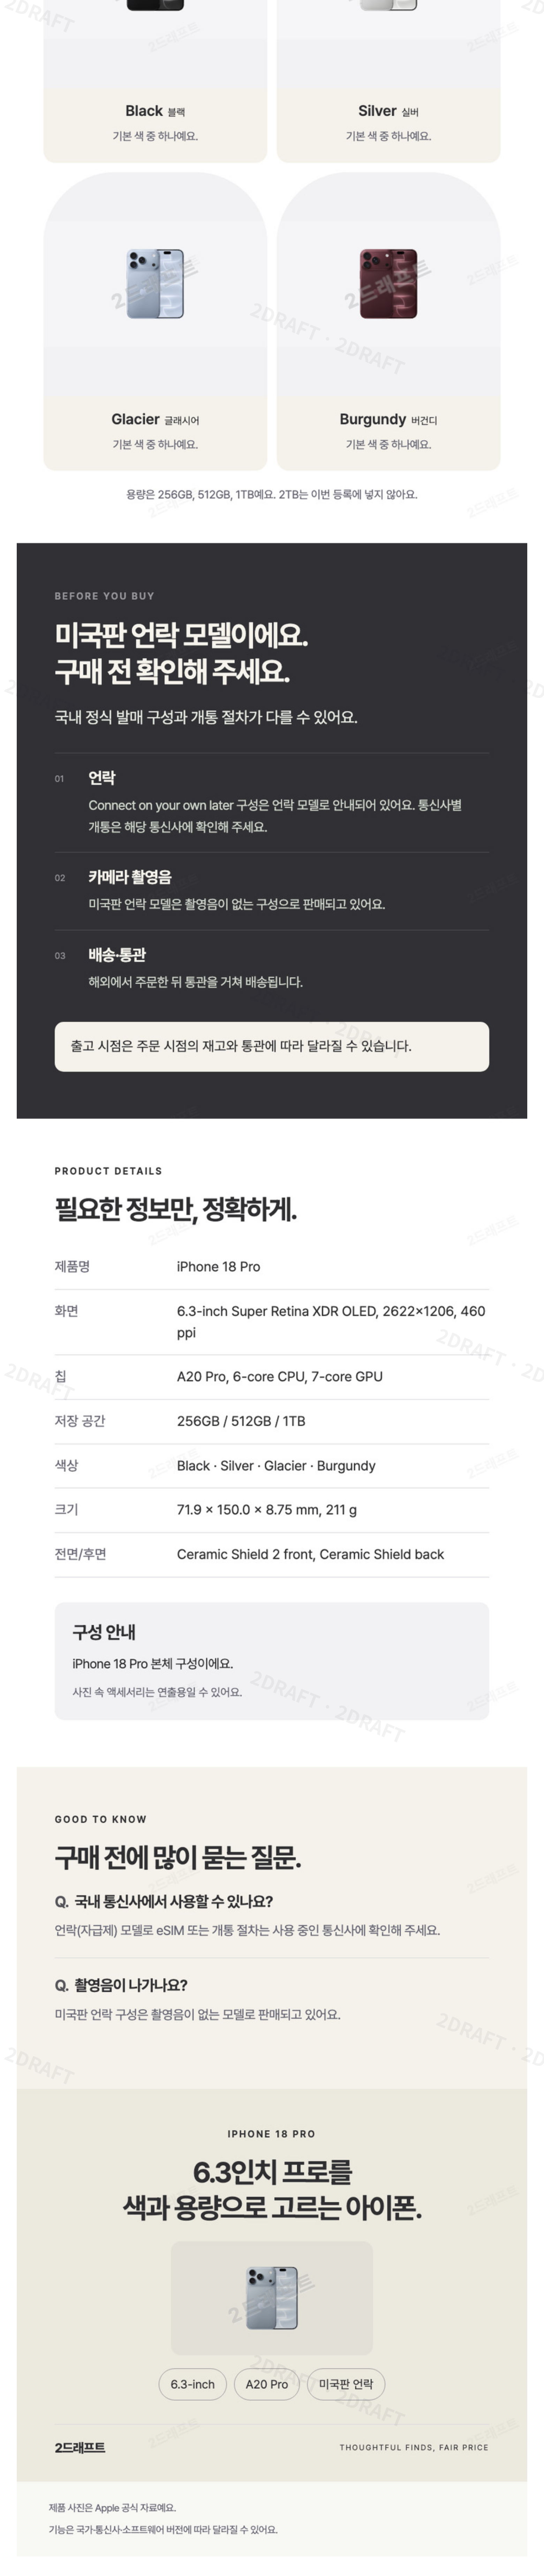 Black 블랙
기본 색 중 하나예요.
Silver 실버
기본 색 중 하나예요.
Glacier 글래시어
기본 색 중 하나예요.
Burgundy 버건디
기본 색 중 하나예요.
용량은 256GB, 512GB, 1TB예요. 2TB는 이번 등록에 넣지 않아요.
BEFORE YOU BUY
미국판 언락 모델이에요.
구매 전 확인해 주세요.
국내 정식 발매 구성과 개통 절차가 다를 수 있어요.
01 언락
Connect on your own later 구성은 언락 모델로 안내되어 있어요. 통신사별
개통은 해당 통신사에 확인해 주세요.
02 카메라 촬영음
미국판 언락 모델은 촬영음이 없는 구성으로 판매되고 있어요.
03 배송·통관
해외에서 주문한 뒤 통관을 거쳐 배송됩니다.
출고 시점은 주문 시점의 재고와 통관에 따라 달라질 수 있습니다.
PRODUCT DETAILS
필요한 정보만, 정확하게.
제품명 iPhone 18 Pro
화면 6.3-inch Super Retina XDR OLED, 2622×1206, 460
ppi
칩 A20 Pro, 6-core CPU, 7-core GPU
저장 공간 256GB / 512GB / 1TB
색상 Black · Silver · Glacier · Burgundy
크기 71.9 × 150.0 × 8.75 mm, 211 g
전면/후면 Ceramic Shield 2 front, Ceramic Shield back
구성 안내
iPhone 18 Pro 본체 구성이에요.
사진 속 액세서리는 연출용일 수 있어요.
GOOD TO KNOW
구매 전에 많이 묻는 질문.
Q. 국내 통신사에서 사용할 수 있나요?
언락(자급제) 모델로 eSIM 또는 개통 절차는 사용 중인 통신사에 확인해 주세요.
Q. 촬영음이 나가나요?
미국판 언락 구성은 촬영음이 없는 모델로 판매되고 있어요.
IPHONE 18 PRO
6.3인치 프로를
색과 용량으로 고르는 아이폰.
6.3-inch
A20 Pro
미국판 언락
2드래프트
THOUGHTFUL FINDS, FAIR PRICE
제품 사진은 Apple 공식 자료예요.
기능은 국가·통신사·소프트웨어 버전에 따라 달라질 수 있어요.
2DRAFT · 2DRAFT
2드래프트